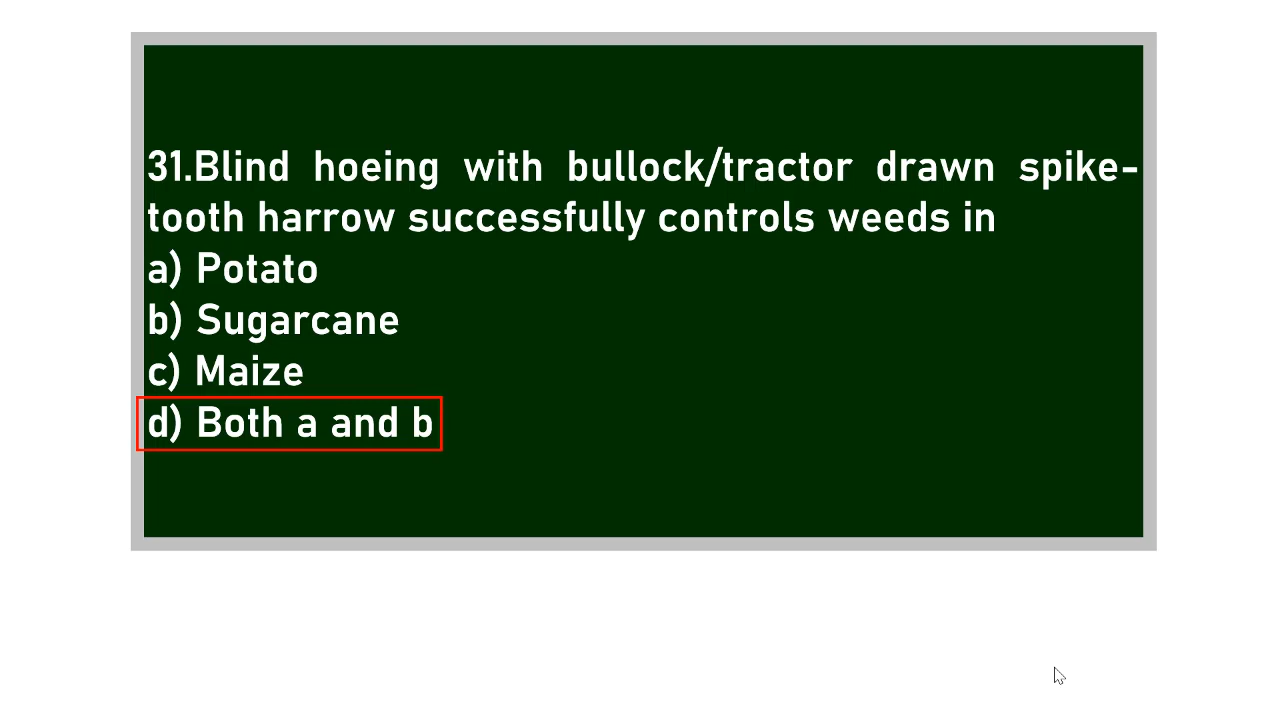 31.Blind hoeing with bullock/tractor drawn spike-
tooth harrow successfully controls weeds in
a) Potato
b) Sugarcane
c) Maize
d) Both a and b